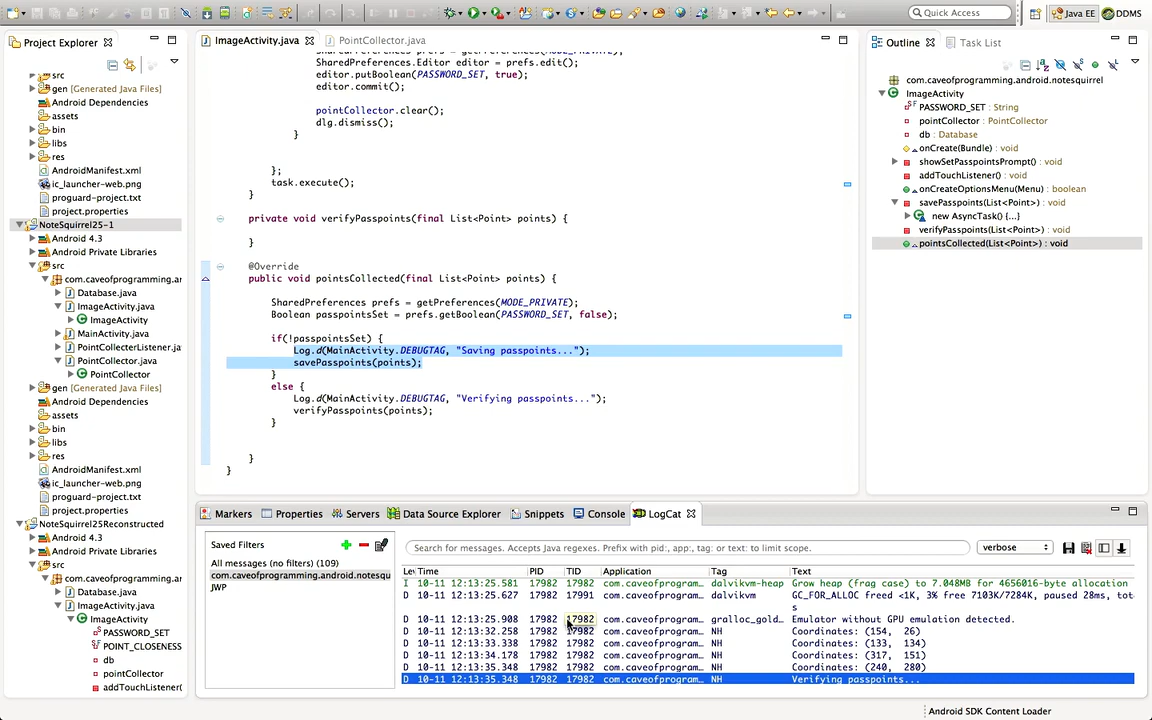 Quick Access
Java EE
DDMS
Project Explorer
src
gen [Generated Java Files]
Android Dependencies
assets
bin
libs
res
AndroidManifest.xml
ic_launcher-web.png
proguard-project.txt
project.properties
NoteSquirrel25-1
Android 4.3
Android Private Libraries
src
com.caveofprogramming.ar
Database.java
ImageActivity.java
ImageActivity
MainActivity.java
PointCollecterListener.ja
PointCollector.java
PointCollector
gen [Generated Java Files]
Android Dependencies
assets
bin
libs
res
AndroidManifest.xml
ic_launcher-web.png
proguard-project.txt
project.properties
NoteSquirrel25Reconstructed
Android 4.3
Android Private Libraries
src
com.caveofprogramming.ar
Database.java
ImageActivity.java
ImageActivity
PASSWORD_SET
POINT_CLOSENESS
db
pointCollector
addTouchListener(
ImageActivity.java
PointCollector.java
SharedPreferences prefs = getPreferences(MODE_PRIVATE);
SharedPreferences.Editor editor = prefs.edit();
editor.putBoolean(PASSWORD_SET, true);
editor.commit();
pointCollector.clear();
dlg.dismiss();
}
};
task.execute();
}
private void verifyPasspoints(final List<Point> points) {
}
@Override
public void pointsCollected(final List<Point> points) {
SharedPreferences prefs = getPreferences(MODE_PRIVATE);
Boolean passpointsSet = prefs.getBoolean(PASSWORD_SET, false);
if(!passpointsSet) {
Log.d(MainActivity.DEBUGTAG, "Saving passpoints...");
savePasspoints(points);
}
else {
Log.d(MainActivity.DEBUGTAG, "Verifying passpoints...");
verifyPasspoints(points);
}
}
}
Outline
Task List
com.caveofprogramming.android.notesquirrel
ImageActivity
PASSWORD_SET : String
pointCollector : PointCollector
db : Database
onCreate(Bundle) : void
showSetPasspointsPrompt() : void
addTouchListener() : void
onCreateOptionsMenu(Menu) : boolean
savePasspoints(List<Point>) : void
new AsyncTask() {...}
verifyPasspoints(List<Point>) : void
pointsCollected(List<Point>) : void
Markers
Properties
Servers
Data Source Explorer
Snippets
Console
LogCat
Saved Filters
All messages (no filters) (109)
com.caveofprogramming.android.notesqu
JWP
Search for messages. Accepts Java regexes. Prefix with pid:, app:, tag: or text: to limit scope.
verbose
Le Time PID TID Application Tag Text
I 10-11 12:13:25.581 17982 17982 com.caveofprogram… dalvikvm-heap Grow heap (frag case) to 7.048MB for 4656016-byte allocation
D 10-11 12:13:25.627 17982 17991 com.caveofprogram… dalvikvm GC_FOR_ALLOC freed <1K, 3% free 7103K/7284K, paused 28ms, tot
s
D 10-11 12:13:25.908 17982 17982 com.caveofprogram… gralloc_gold… Emulator without GPU emulation detected.
D 10-11 12:13:32.258 17982 17982 com.caveofprogram… NH Coordinates: (154, 26)
D 10-11 12:13:33.338 17982 17982 com.caveofprogram… NH Coordinates: (133, 134)
D 10-11 12:13:34.178 17982 17982 com.caveofprogram… NH Coordinates: (317, 151)
D 10-11 12:13:35.348 17982 17982 com.caveofprogram… NH Coordinates: (240, 280)
D 10-11 12:13:35.348 17982 17982 com.caveofprogram… NH Verifying passpoints...
Android SDK Content Loader